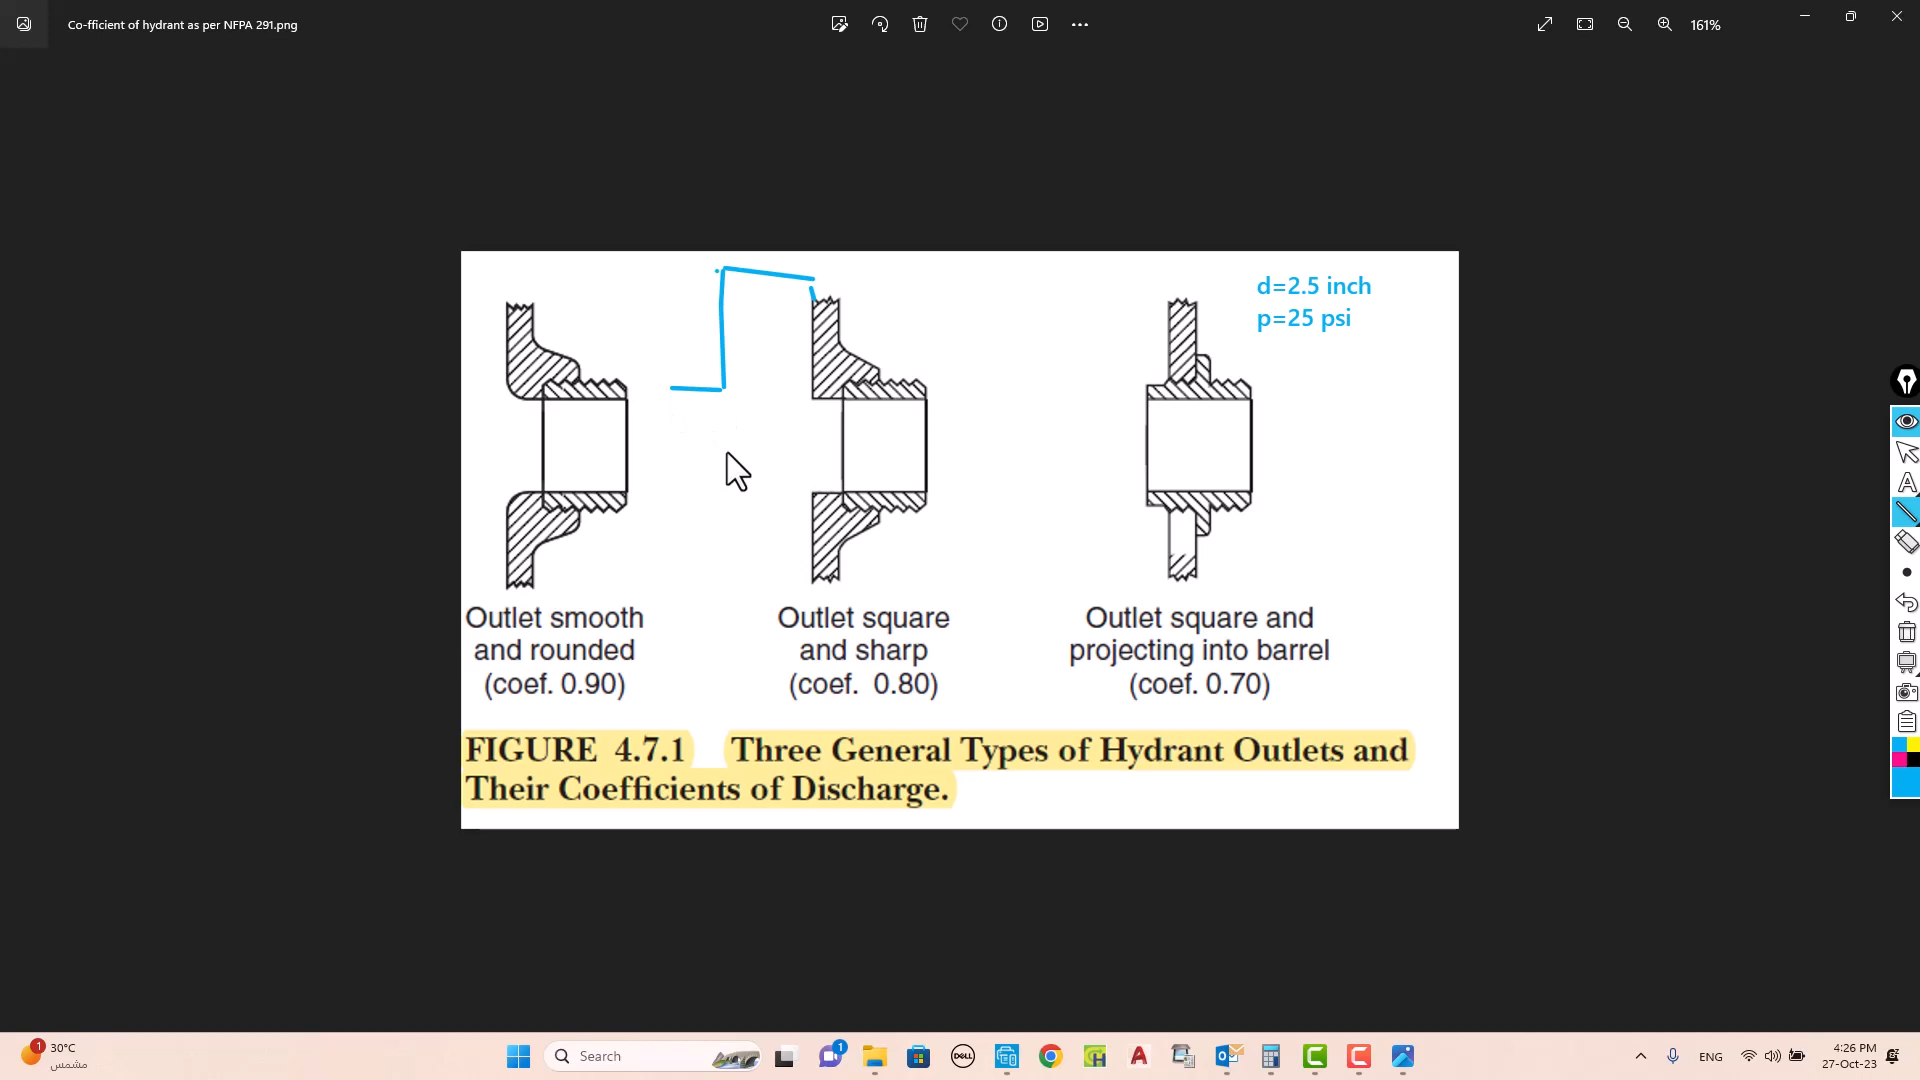 Co-fficient of hydrant as per NFPA 291.png
161%
d=2.5 inch
p=25 psi
Outlet smooth
and rounded
(coef. 0.90)
Outlet square
and sharp
(coef. 0.80)
Outlet square and
projecting into barrel
(coef. 0.70)
FIGURE 4.7.1 Three General Types of Hydrant Outlets and
Their Coefficients of Discharge.
1
30°C
مشمس
Search
1
DELL
ENG
4:26 PM
27-Oct-23